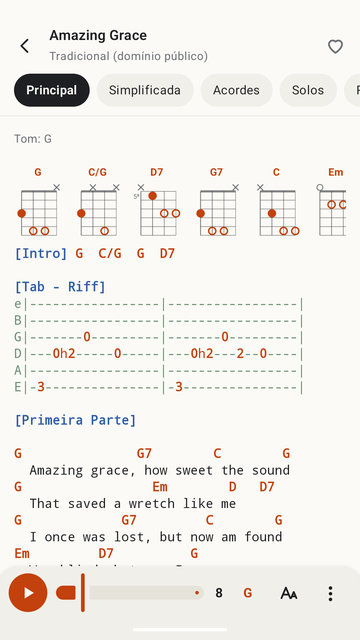 Amazing Grace
Tradicional (domínio público)
Principal Simplificada Acordes Solos
Tom: G
G C/G D7 G7 C Em
5ª
[Intro] G C/G G D7
[Tab - Riff]
e|-----------------|-----------------|
B|-----------------|-----------------|
G|-------0---------|-------0---------|
D|---0h2-----0-----|---0h2---2--0----|
A|-----------------|-----------------|
E|-3---------------|-3---------------|
[Primeira Parte]
G G7 C G
Amazing grace, how sweet the sound
G Em D D7
That saved a wretch like me
G G7 C G
I once was lost, but now am found
Em D7 G
8 G AA